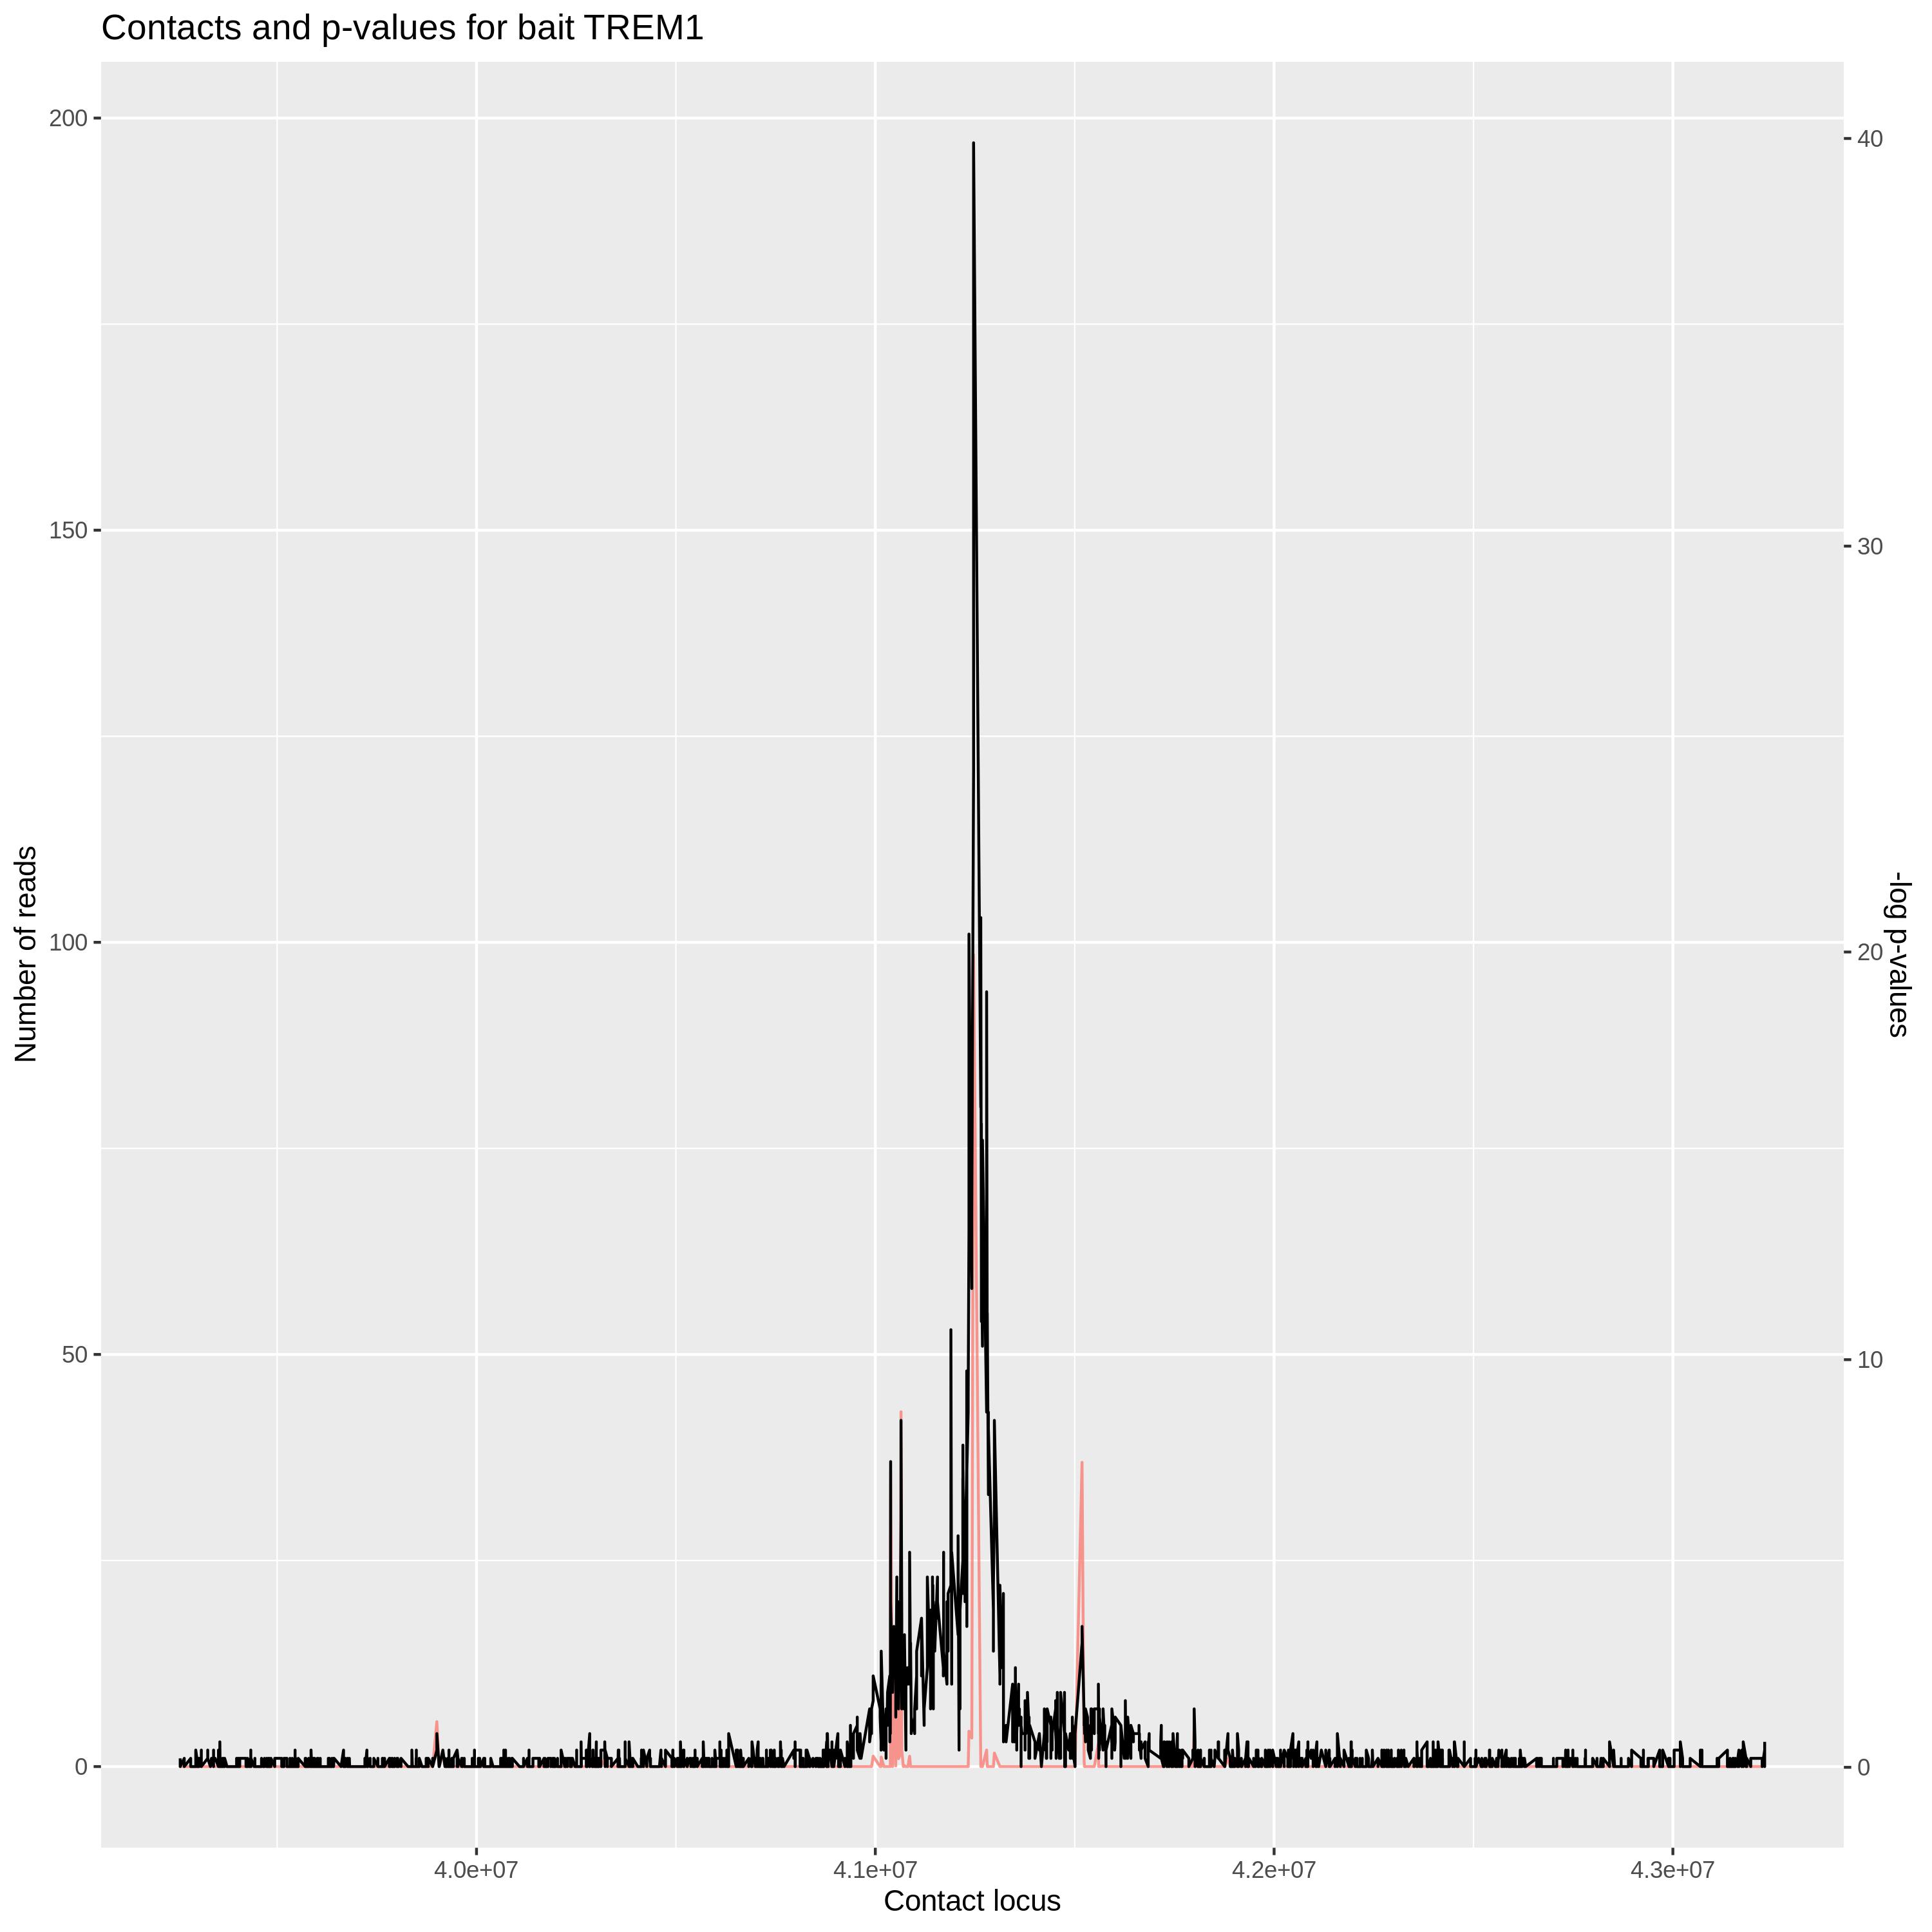 Contacts and p-values for bait TREM1
200
150
100
50
0
Number of reads
40
30
20
10
0
-log p-values
4.0e+07
4.1e+07
4.2e+07
4.3e+07
Contact locus